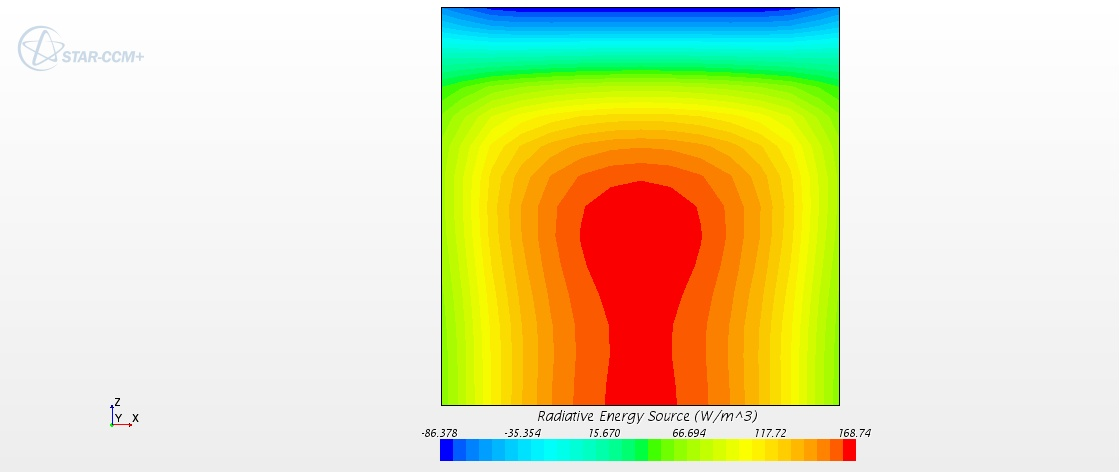 STAR-CCM+
Z
Y X
Radiative Energy Source (W/m^3)
-86.378 -35.354 15.670 66.694 117.72 168.74